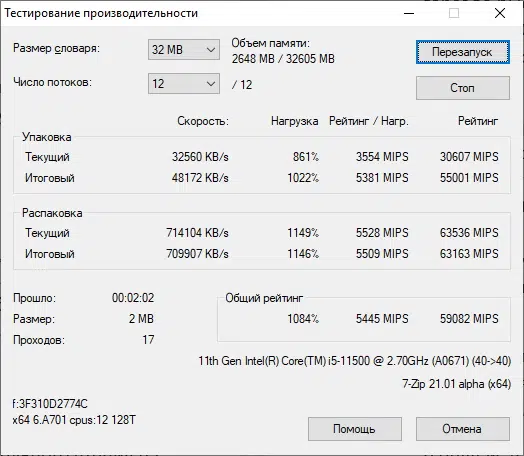 Тестирование производительности
Размер словаря: 32 MB Объем памяти: 2648 MB / 32605 MB Перезапуск
Число потоков: 12 / 12 Стоп
Скорость: Нагрузка Рейтинг / Нагр. Рейтинг
Упаковка
Текущий 32560 KB/s 861% 3554 MIPS 30607 MIPS
Итоговый 48172 KB/s 1022% 5381 MIPS 55001 MIPS
Распаковка
Текущий 714104 KB/s 1149% 5528 MIPS 63536 MIPS
Итоговый 709907 KB/s 1146% 5509 MIPS 63163 MIPS
Прошло: 00:02:02
Размер: 2 MB
Проходов: 17
Общий рейтинг
1084% 5445 MIPS 59082 MIPS
11th Gen Intel(R) Core(TM) i5-11500 @ 2.70GHz (A0671) (40->40)
7-Zip 21.01 alpha (x64)
f:3F310D2774C
x64 6.A701 cpus:12 128T
Помощь Отмена